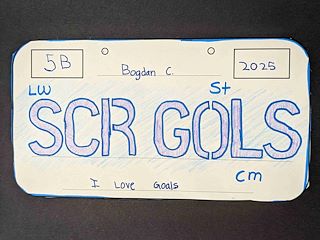 5B Bogdan C. 2025
LW St
SCR GOLS
cm
I Love Goals